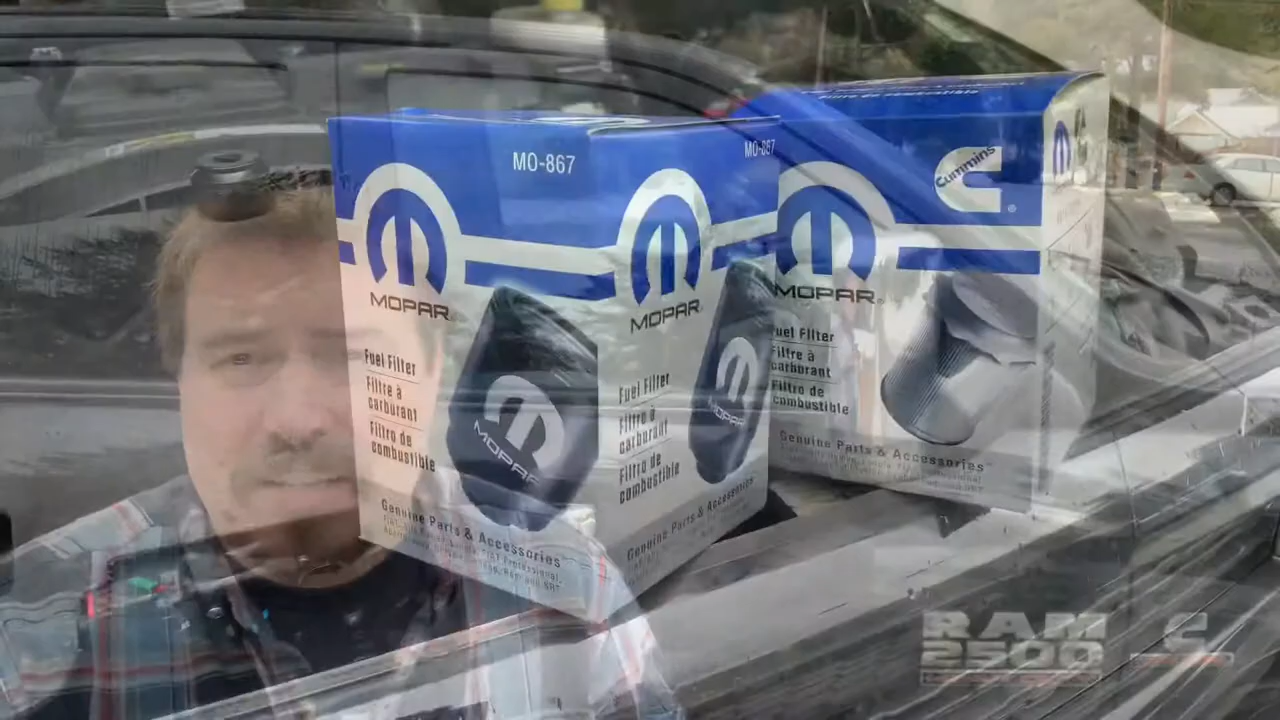 MO-867
MOPAR
Fuel Filter
Filtre à
carburant
Filtro de
combustible
Genuine Parts & Accessories
MO-867
MOPAR
Fuel Filter
Filtre à
carburant
Filtro de
combustible
Genuine Parts & Accessories
Cummins
MOPAR
Fuel Filter
Filtre à
carburant
Filtro de
combustible
Genuine Parts & Accessories
RAM
2500